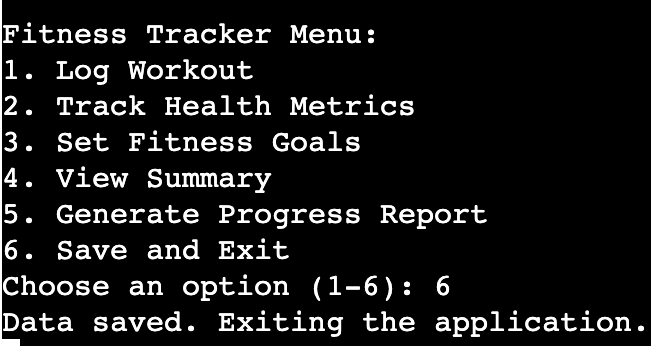 Fitness Tracker Menu:
1. Log Workout
2. Track Health Metrics
3. Set Fitness Goals
4. View Summary
5. Generate Progress Report
6. Save and Exit
Choose an option (1-6): 6
Data saved. Exiting the application.